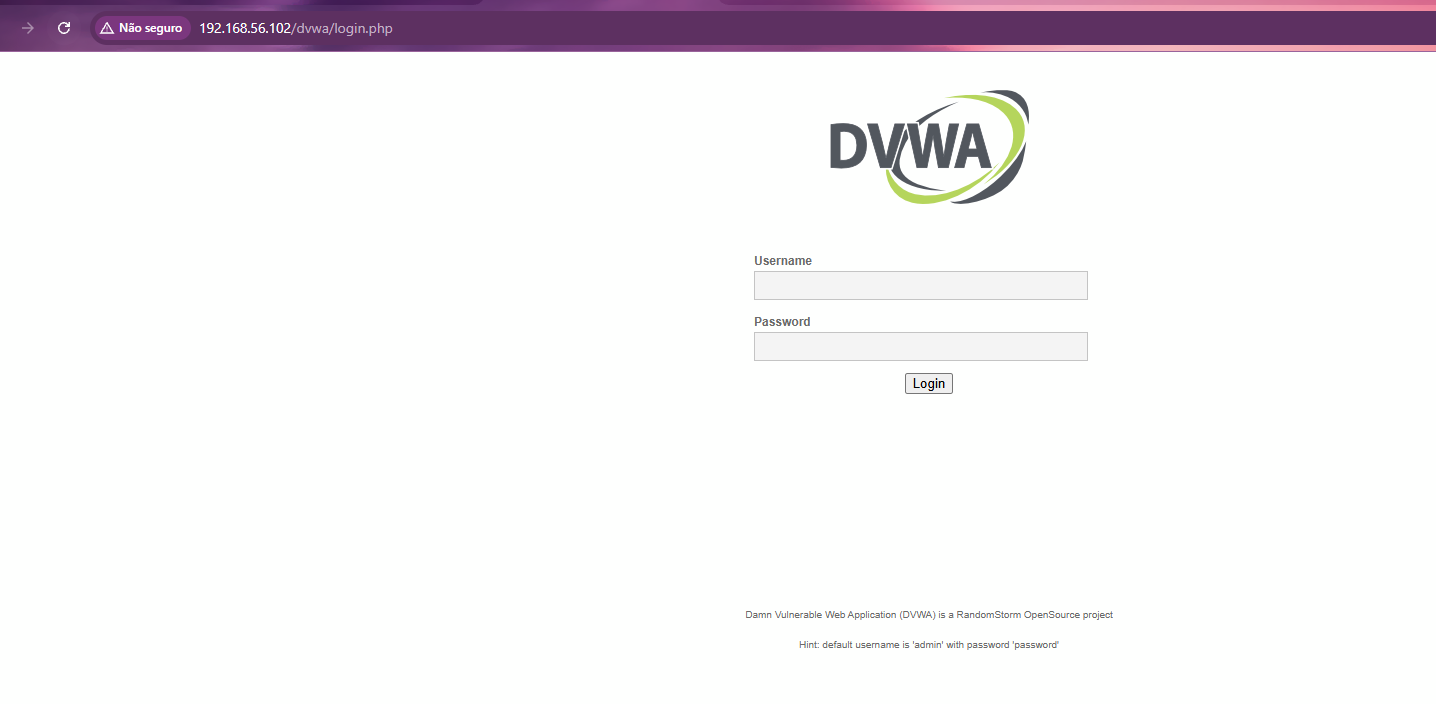 Não seguro 192.168.56.102/dvwa/login.php
DVWA
Username
Password
Login
Damn Vulnerable Web Application (DVWA) is a RandomStorm OpenSource project
Hint: default username is 'admin' with password 'password'